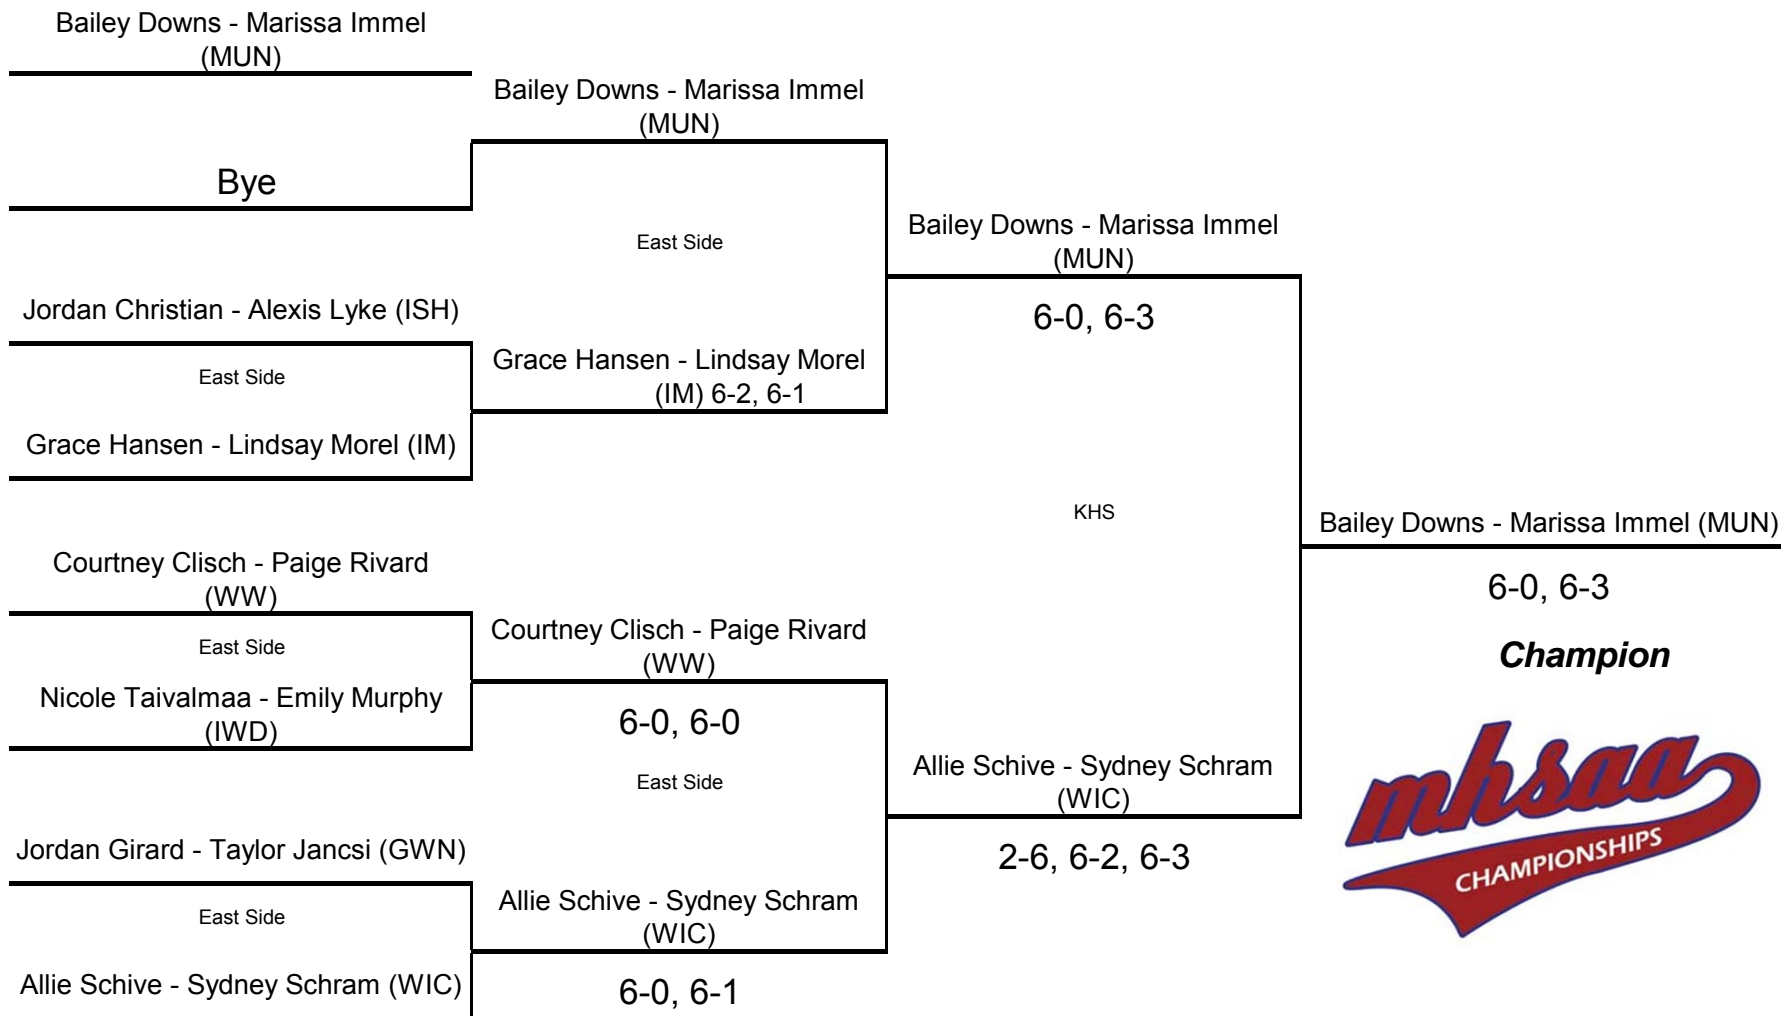 Bailey Downs - Marissa Immel
(MUN)
Bye
Jordan Christian - Alexis Lyke (ISH)
East Side
Grace Hansen - Lindsay Morel (IM)
Courtney Clisch - Paige Rivard
(WW)
East Side
Nicole Taivalmaa - Emily Murphy
(IWD)
Jordan Girard - Taylor Jancsi (GWN)
East Side
Allie Schive - Sydney Schram (WIC)
Bailey Downs - Marissa Immel
(MUN)
East Side
Grace Hansen - Lindsay Morel
(IM) 6-2, 6-1
Courtney Clisch - Paige Rivard
(WW)
6-0, 6-0
East Side
Allie Schive - Sydney Schram
(WIC)
6-0, 6-1
Bailey Downs - Marissa Immel
(MUN)
6-0, 6-3
KHS
Allie Schive - Sydney Schram
(WIC)
2-6, 6-2, 6-3
Bailey Downs - Marissa Immel (MUN)
6-0, 6-3
Champion
mhsaa
CHAMPIONSHIPS